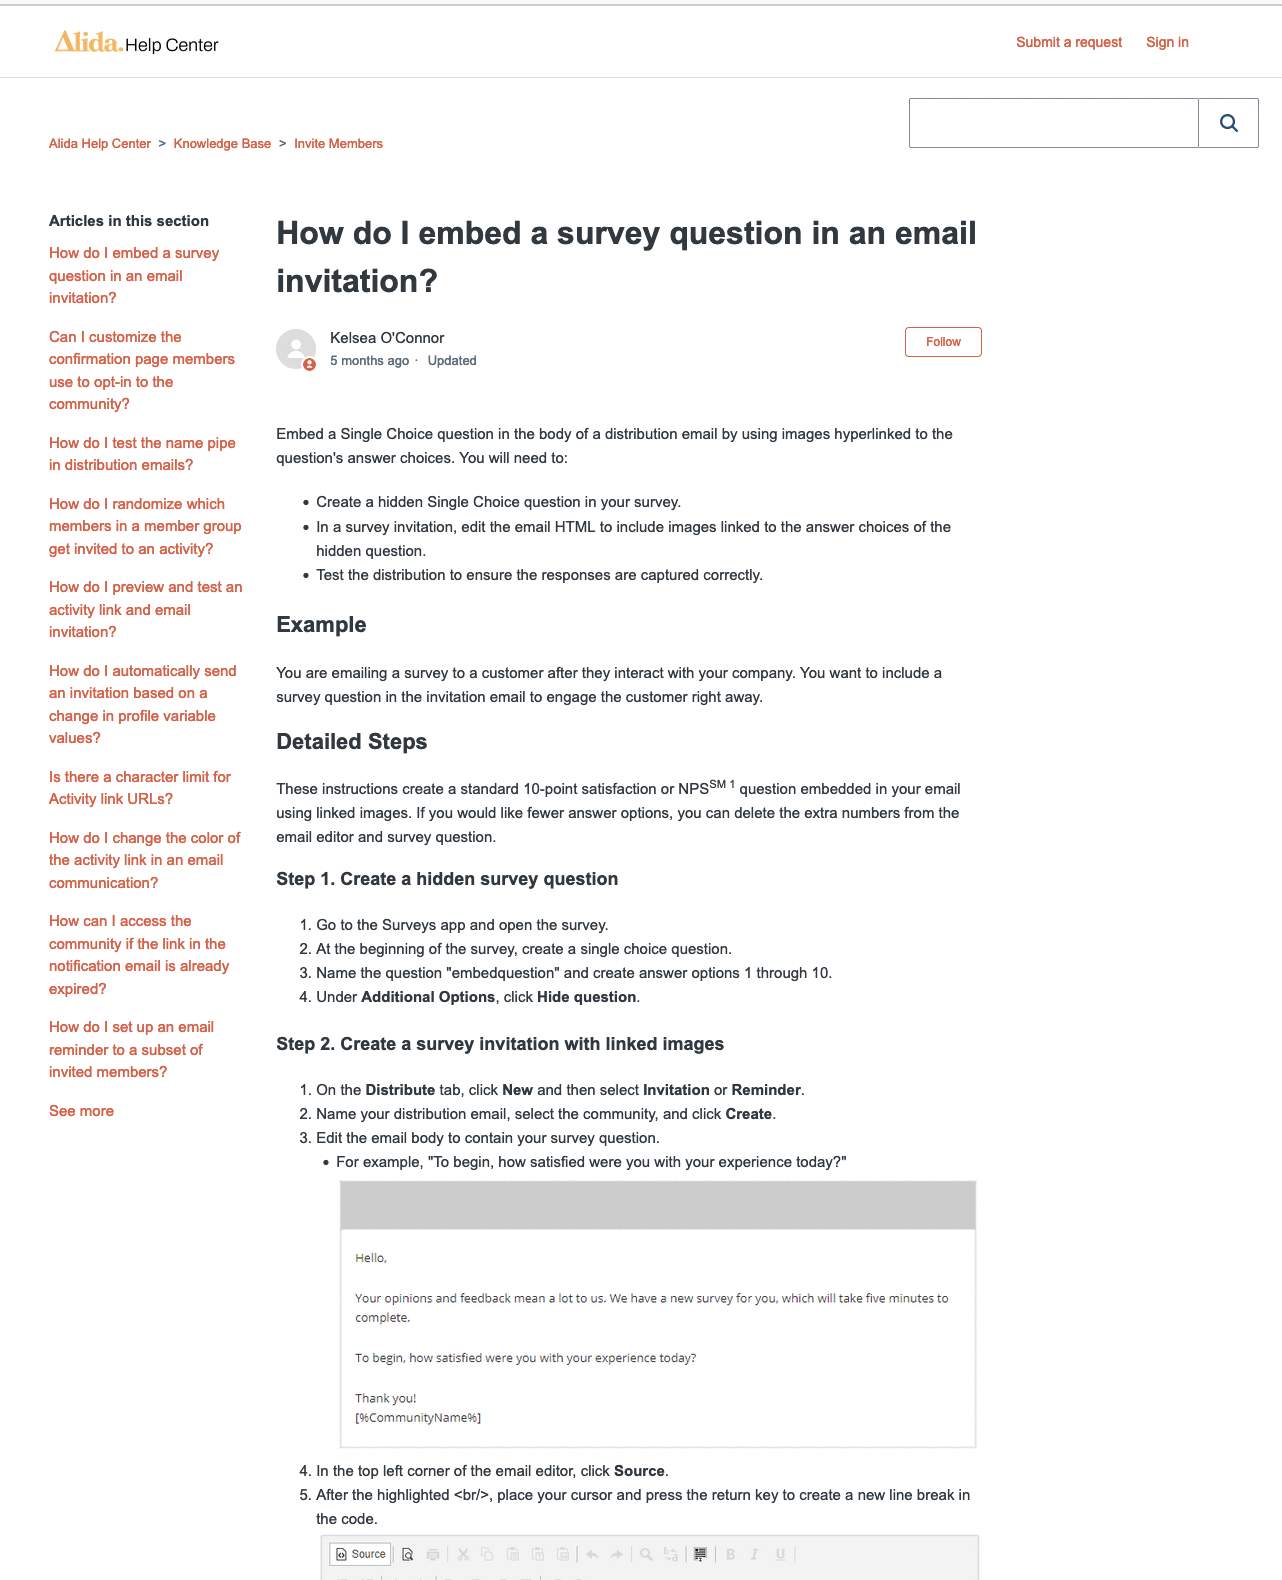 Alida. Help Center
Submit a request Sign in
Alida Help Center > Knowledge Base > Invite Members
Articles in this section
How do I embed a survey
question in an email
invitation?
Can I customize the
confirmation page members
use to opt-in to the
community?
How do I test the name pipe
in distribution emails?
How do I randomize which
members in a member group
get invited to an activity?
How do I preview and test an
activity link and email
invitation?
How do I automatically send
an invitation based on a
change in profile variable
values?
Is there a character limit for
Activity link URLs?
How do I change the color of
the activity link in an email
communication?
How can I access the
community if the link in the
notification email is already
expired?
How do I set up an email
reminder to a subset of
invited members?
See more
How do I embed a survey question in an email
invitation?
Kelsea O'Connor
5 months ago · Updated
Follow
Embed a Single Choice question in the body of a distribution email by using images hyperlinked to the
question's answer choices. You will need to:
• Create a hidden Single Choice question in your survey.
• In a survey invitation, edit the email HTML to include images linked to the answer choices of the
hidden question.
• Test the distribution to ensure the responses are captured correctly.
Example
You are emailing a survey to a customer after they interact with your company. You want to include a
survey question in the invitation email to engage the customer right away.
Detailed Steps
These instructions create a standard 10-point satisfaction or NPSSM 1 question embedded in your email
using linked images. If you would like fewer answer options, you can delete the extra numbers from the
email editor and survey question.
Step 1. Create a hidden survey question
1. Go to the Surveys app and open the survey.
2. At the beginning of the survey, create a single choice question.
3. Name the question "embedquestion" and create answer options 1 through 10.
4. Under Additional Options, click Hide question.
Step 2. Create a survey invitation with linked images
1. On the Distribute tab, click New and then select Invitation or Reminder.
2. Name your distribution email, select the community, and click Create.
3. Edit the email body to contain your survey question.
• For example, "To begin, how satisfied were you with your experience today?"
Hello,
Your opinions and feedback mean a lot to us. We have a new survey for you, which will take five minutes to
complete.
To begin, how satisfied were you with your experience today?
Thank you!
[%CommunityName%]
4. In the top left corner of the email editor, click Source.
5. After the highlighted <br/>, place your cursor and press the return key to create a new line break in
the code.
Source B I U